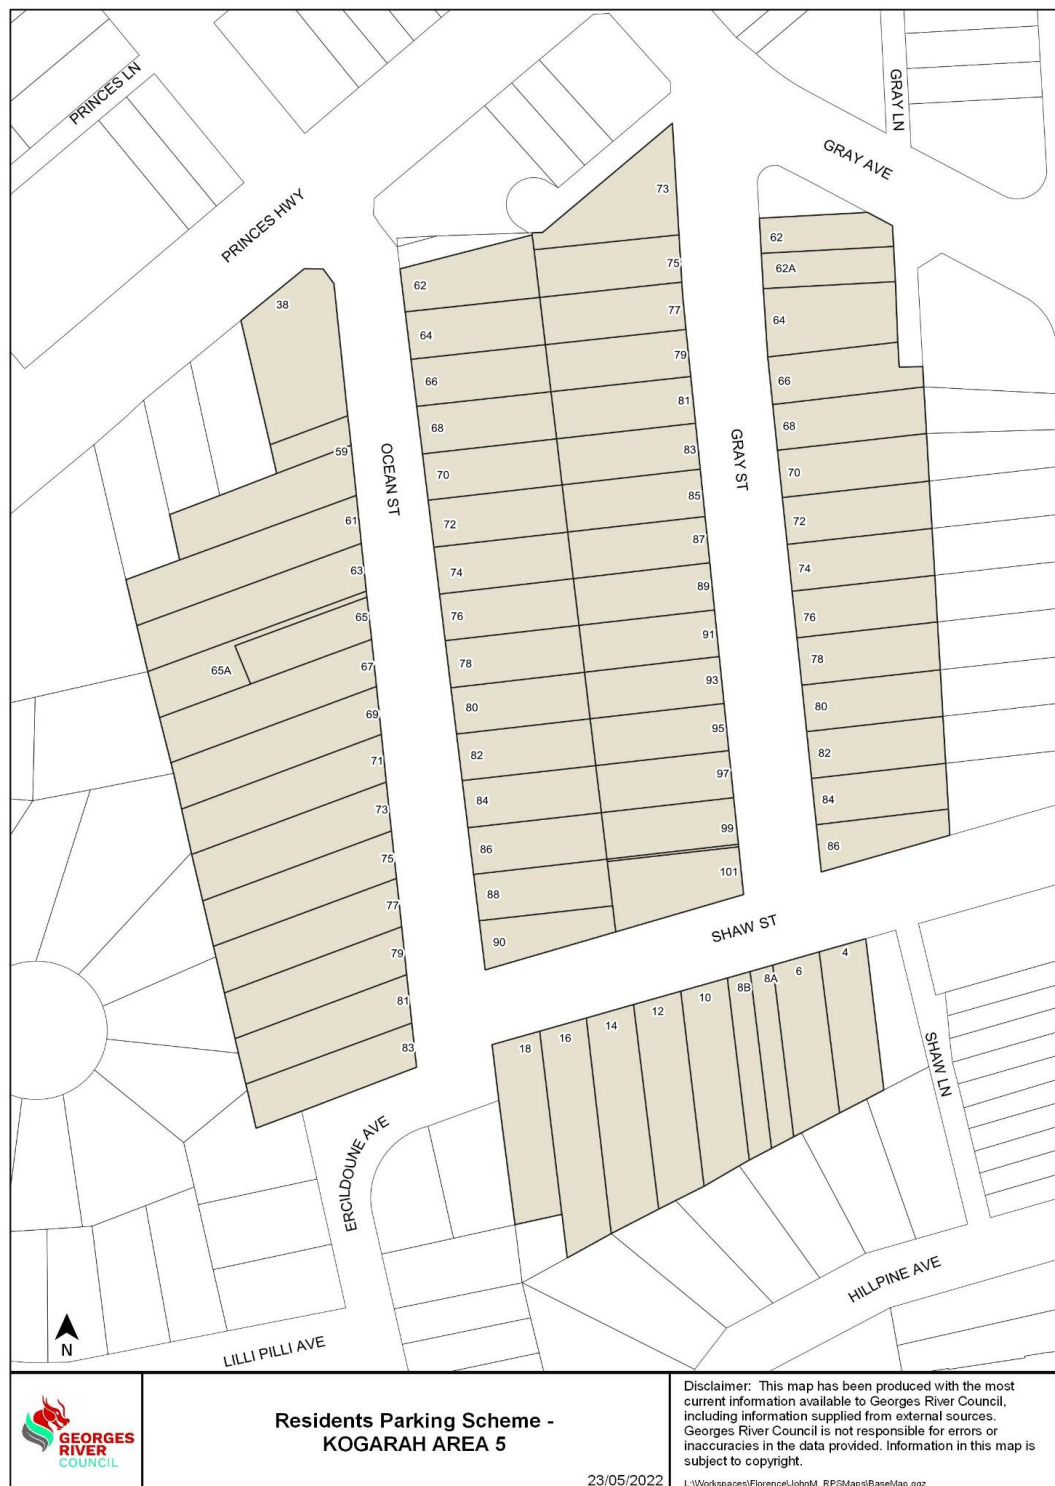 PRINCES LN
GRAY LN
GRAY AVE
PRINCES HWY
OCEAN ST
GRAY ST
38
59
61
63
65
65A
67
69
71
73
75
77
79
81
83
62
64
66
68
70
72
74
76
78
80
82
84
86
88
90
73
75
77
79
81
83
85
87
89
91
93
95
97
99
101
62
62A
64
66
68
70
72
74
76
78
80
82
84
86
SHAW ST
18
16
14
12
10
8B
8A
6
4
SHAW LN
ERCILDOUNE AVE
HILLPINE AVE
LILLI PILLI AVE
N
GEORGES
RIVER
COUNCIL
Residents Parking Scheme -
KOGARAH AREA 5
23/05/2022
Disclaimer: This map has been produced with the most
current information available to Georges River Council,
including information supplied from external sources.
Georges River Council is not responsible for errors or
inaccuracies in the data provided. Information in this map is
subject to copyright.
L:\Workspaces\Florence\JohnM_RPSMaps\BaseMap.qgz